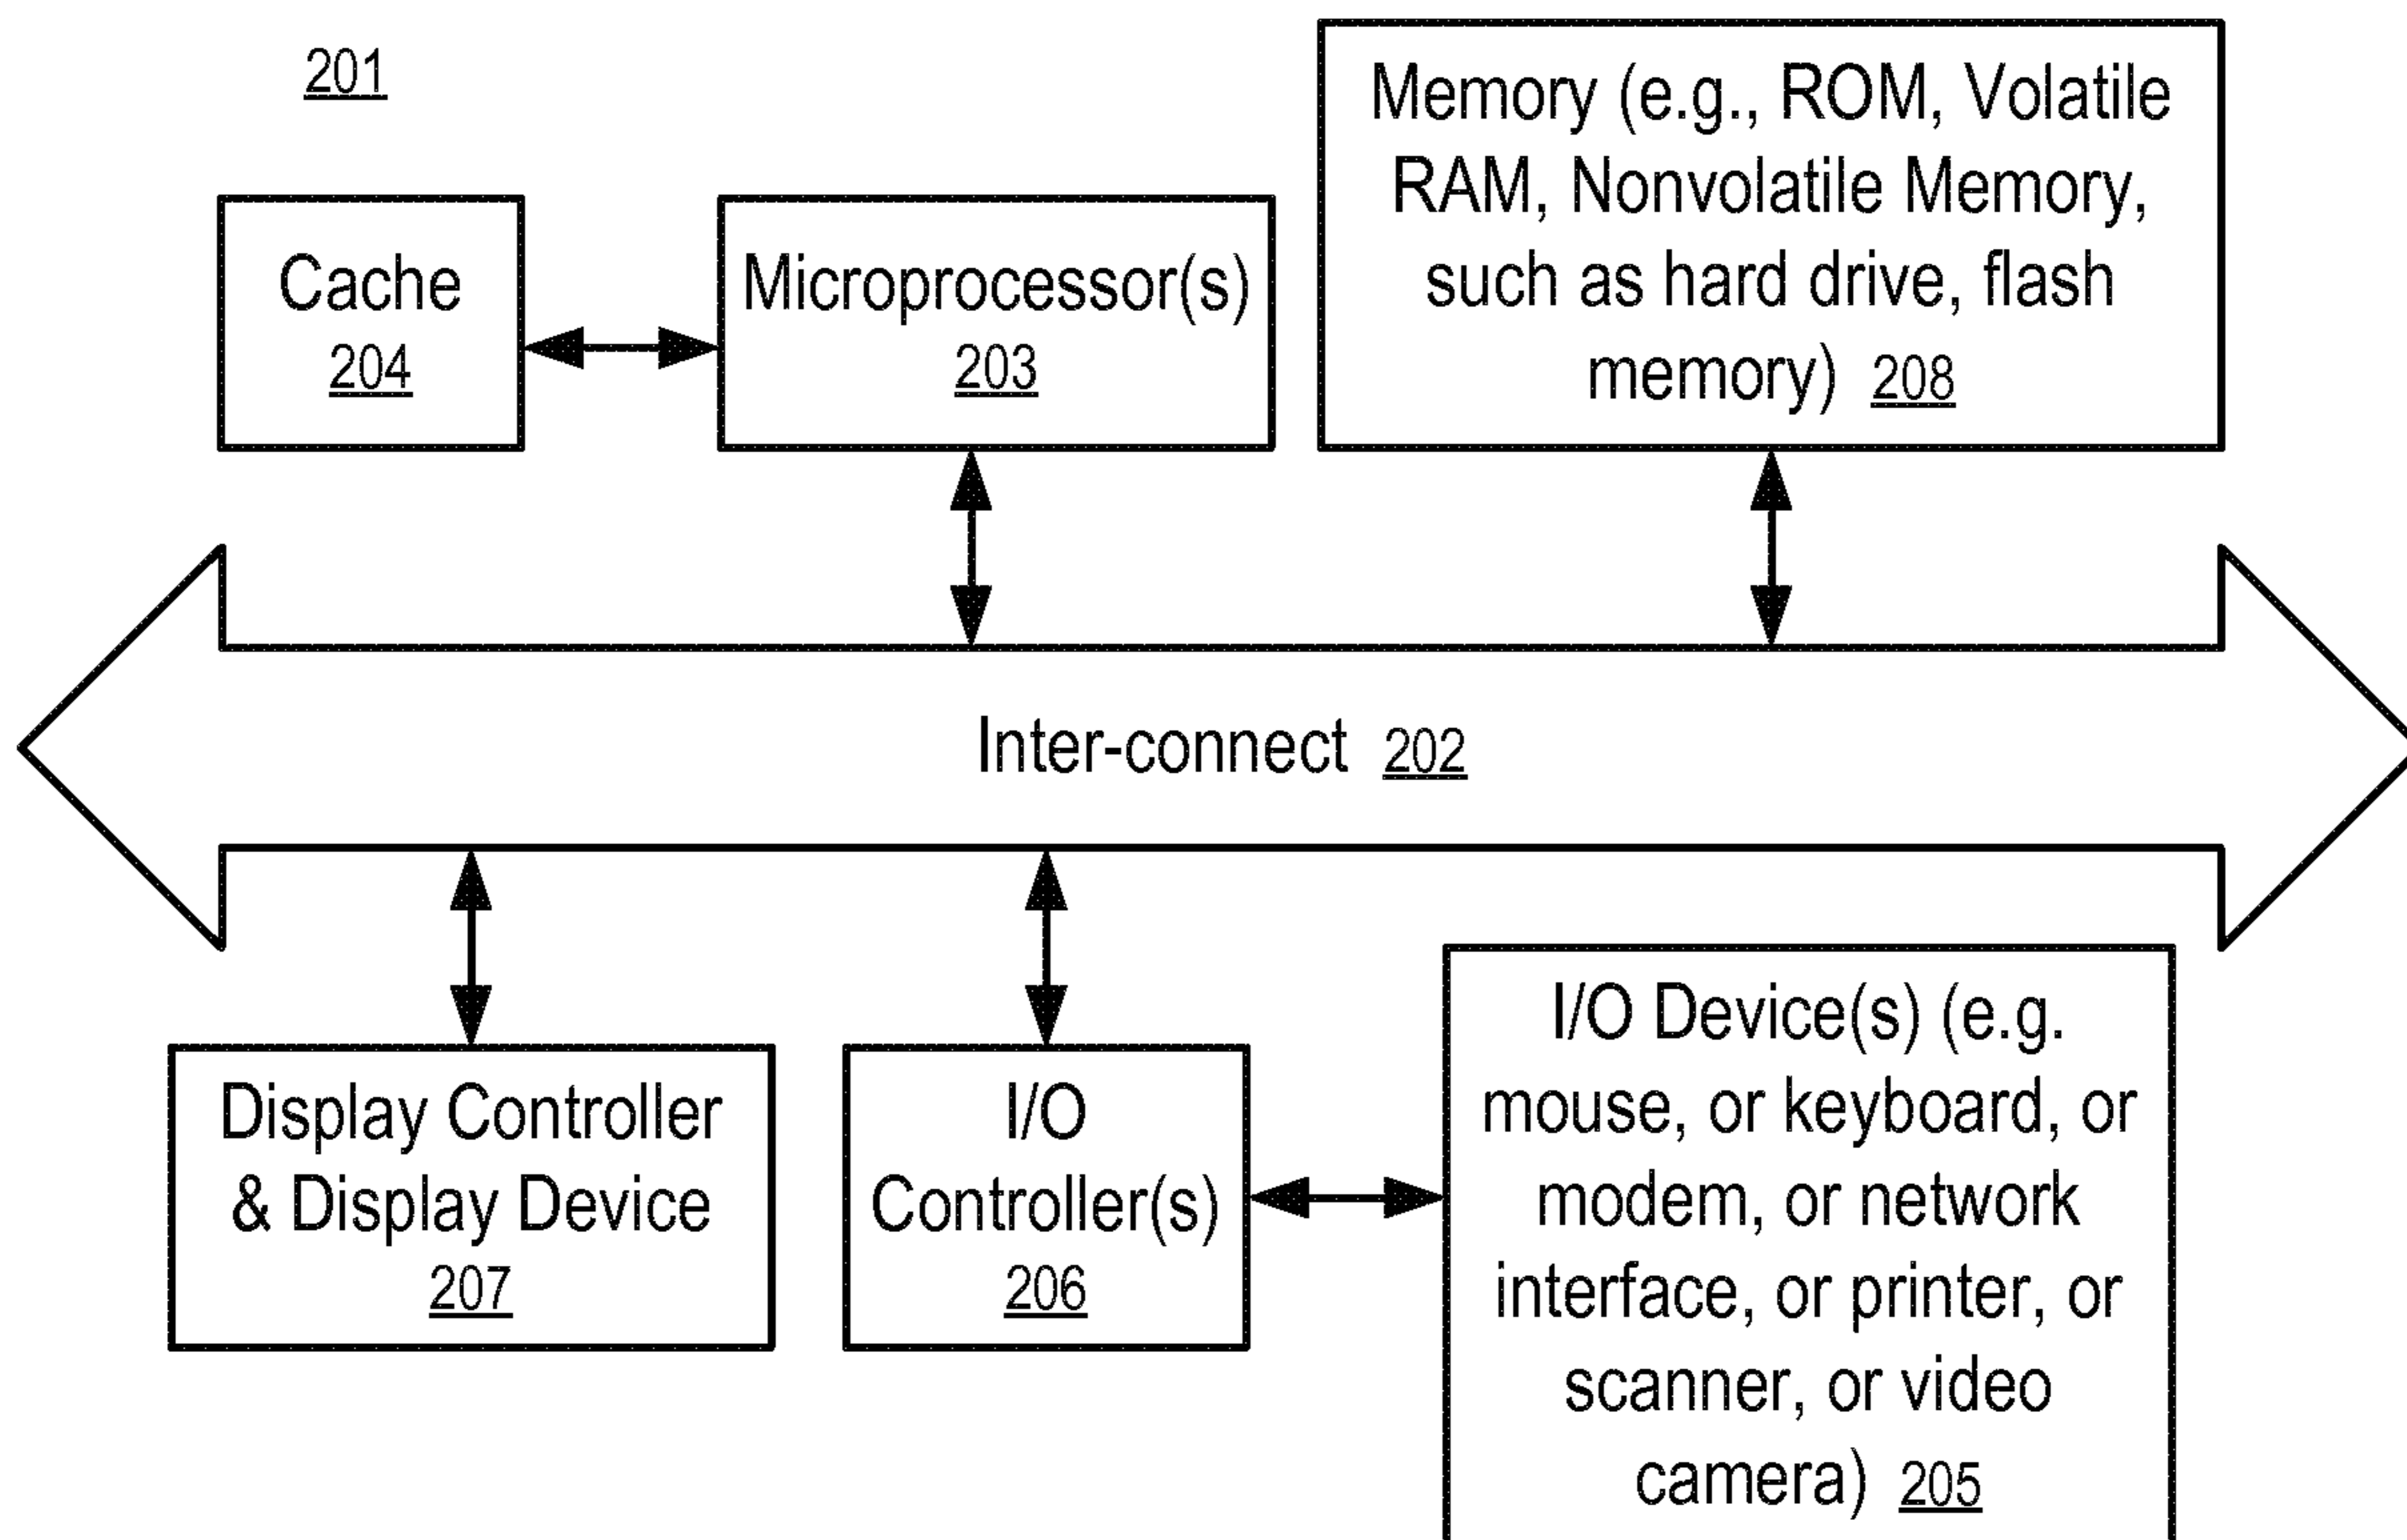 201
Cache
204
Microprocessor(s)
203
Memory (e.g., ROM, Volatile
RAM, Nonvolatile Memory,
such as hard drive, flash
memory) 208
Inter-connect 202
Display Controller
& Display Device
207
I/O
Controller(s)
206
I/O Device(s) (e.g.
mouse, or keyboard, or
modem, or network
interface, or printer, or
scanner, or video
camera) 205